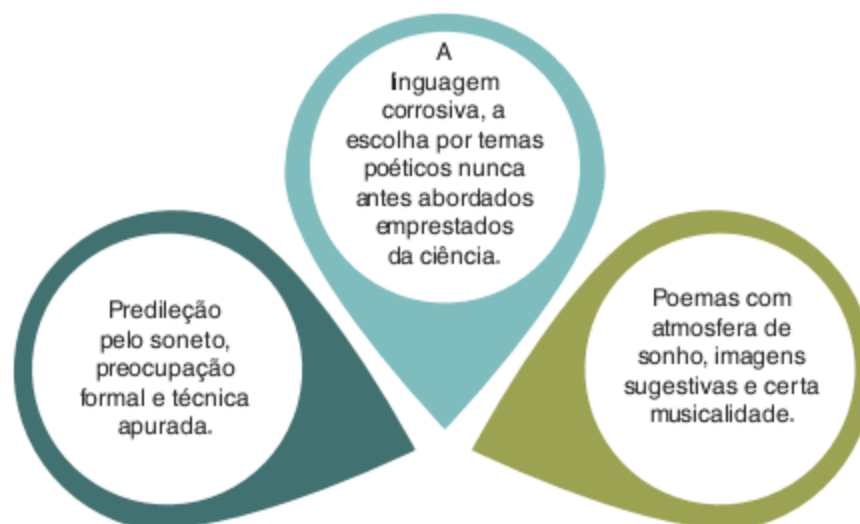 A
linguagem
corrosiva, a
escolha por temas
poéticos nunca
antes abordados
emprestados
da ciência.
Predileção
pelo soneto,
preocupação
formal e técnica
apurada.
Poemas com
atmosfera de
sonho, imagens
sugestivas e certa
musicalidade.